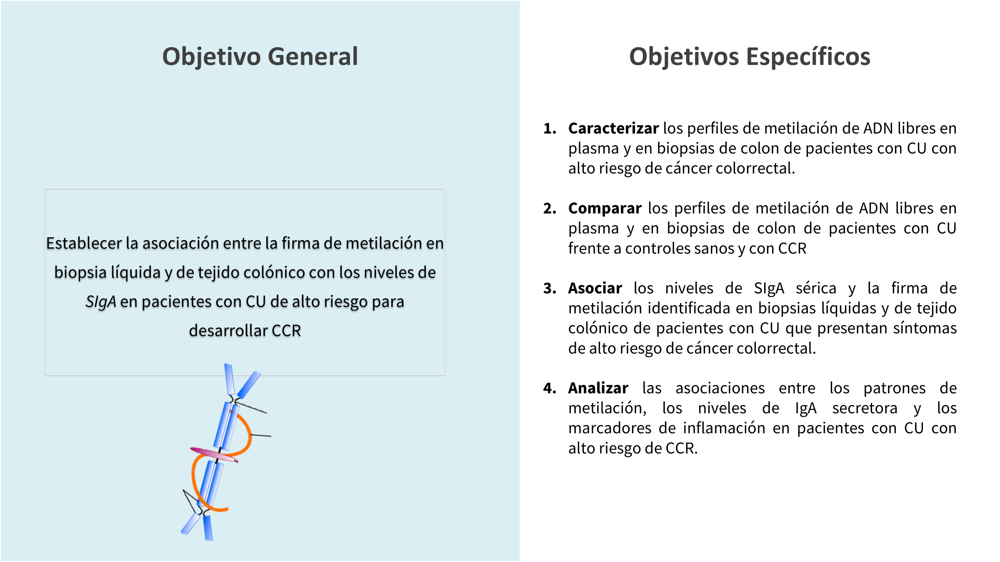 Objetivo General
Establecer la asociación entre la firma de metilación en
biopsia líquida y de tejido colónico con los niveles de
SIgA en pacientes con CU de alto riesgo para
desarrollar CCR
Objetivos Específicos
1. Caracterizar los perfiles de metilación de ADN libres en
plasma y en biopsias de colon de pacientes con CU con
alto riesgo de cáncer colorrectal.
2. Comparar los perfiles de metilación de ADN libres en
plasma y en biopsias de colon de pacientes con CU
frente a controles sanos y con CCR
3. Asociar los niveles de SIgA sérica y la firma de
metilación identificada en biopsias líquidas y de tejido
colónico de pacientes con CU que presentan síntomas
de alto riesgo de cáncer colorrectal.
4. Analizar las asociaciones entre los patrones de
metilación, los niveles de IgA secretora y los
marcadores de inflamación en pacientes con CU con
alto riesgo de CCR.